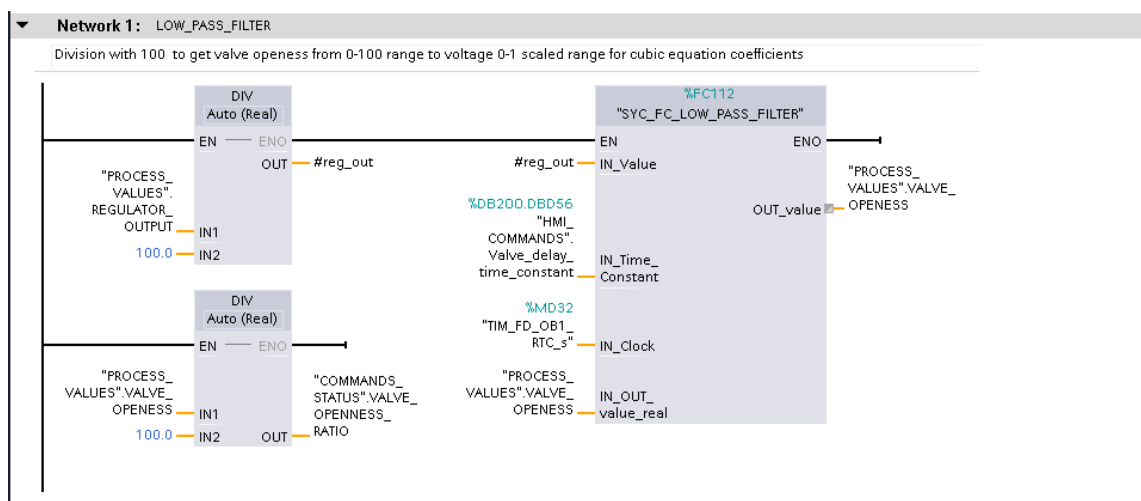 Network 1: LOW_PASS_FILTER
Division with 100 to get valve openess from 0-100 range to voltage 0-1 scaled range for cubic equation coefficients
DIV
Auto (Real)
EN
ENO
OUT
#reg_out
"PROCESS_
VALUES".
REGULATOR_
OUTPUT
IN1
100.0
IN2
%FC112
"SYC_FC_LOW_PASS_FILTER"
EN
ENO
#reg_out
IN_Value
%DB200.DBD56
"HMI_
COMMANDS".
Valve_delay_
time_constant
IN_Time_
Constant
%MD32
"TIM_FD_OB1_
RTC_s"
IN_Clock
"PROCESS_
VALUES".VALVE_
OPENESS
IN_OUT_
value_real
OUT_value
"PROCESS_
VALUES".VALVE_
OPENESS
DIV
Auto (Real)
EN
ENO
"PROCESS_
VALUES".VALVE_
OPENESS
IN1
100.0
IN2
OUT
"COMMANDS_
STATUS".VALVE_
OPENNESS_
RATIO